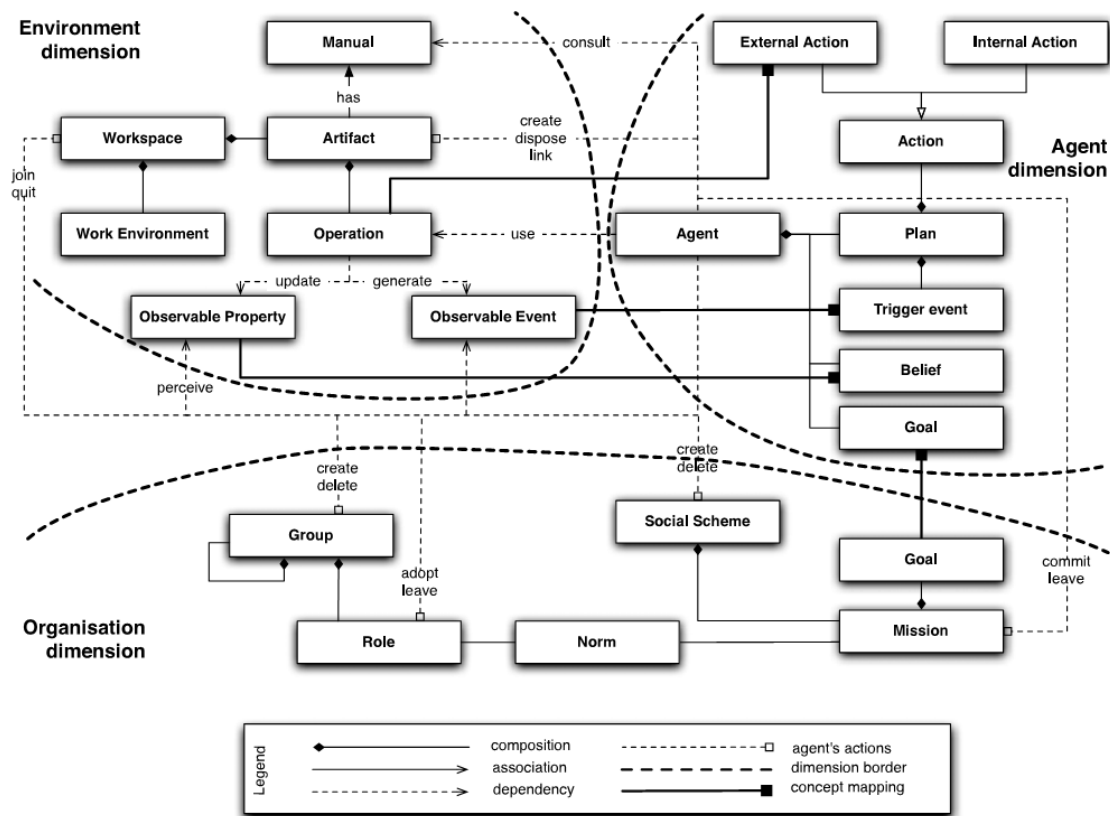 Environment
dimension
Manual
consult
External Action
Internal Action
has
Workspace
Artifact
create
dispose
link
Action
Agent
dimension
join
quit
Work Environment
Operation
use
Agent
Plan
update
generate
Observable Property
Observable Event
Trigger event
perceive
Belief
Goal
create
delete
create
delete
Group
Social Scheme
Goal
commit
leave
adopt
leave
Organisation
dimension
Role
Norm
Mission
Legend
composition
agent's actions
association
dimension border
dependency
concept mapping